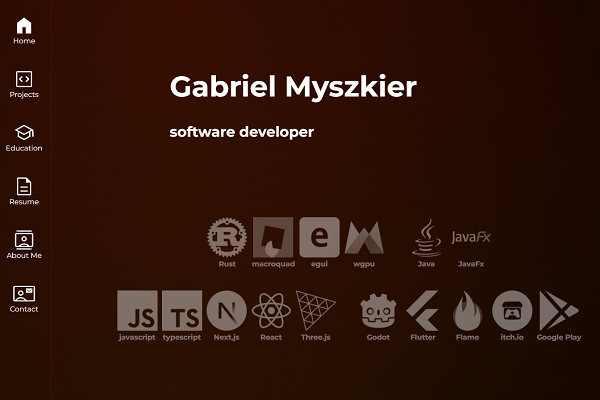 Home
Projects
Education
Resume
About Me
Contact
Gabriel Myszkier
software developer
R
e
JavaFx
Rust
macroquad
egui
wgpu
Java
JavaFx
JS
TS
N
javascript
typescript
Next.js
React
Three.js
Godot
Flutter
Flame
itch.io
Google Play